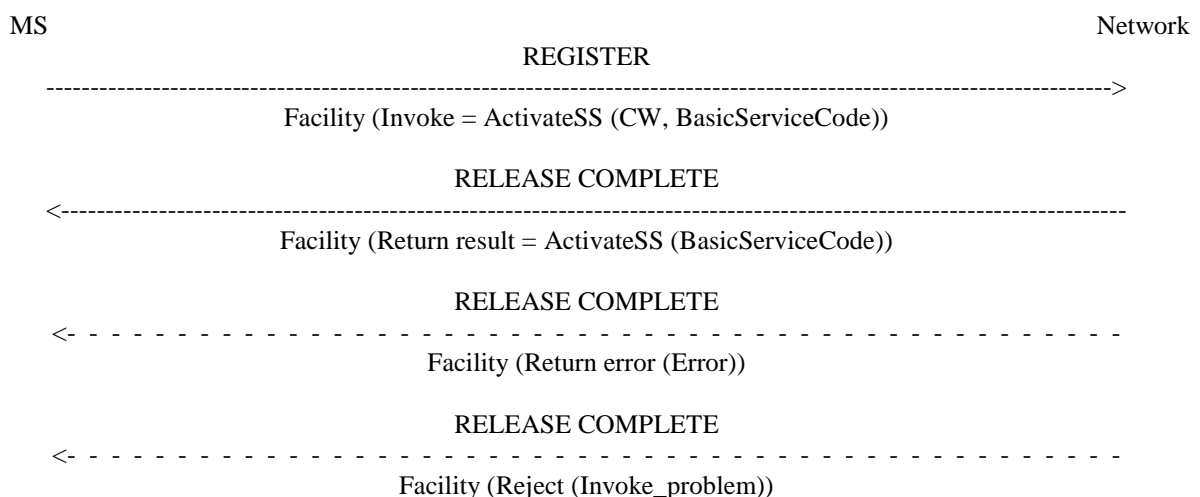 MS Network
REGISTER
Facility (Invoke = ActivateSS (CW, BasicServiceCode))
RELEASE COMPLETE
Facility (Return result = ActivateSS (BasicServiceCode))
RELEASE COMPLETE
Facility (Return error (Error))
RELEASE COMPLETE
Facility (Reject (Invoke_problem))